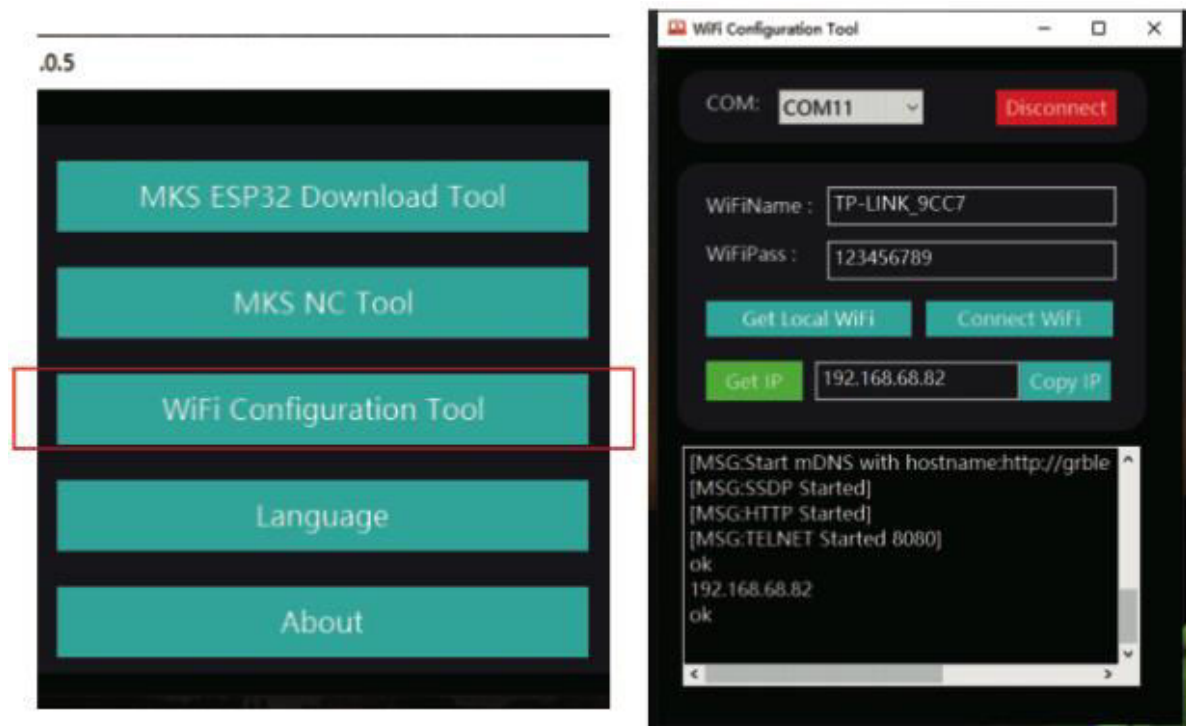 .0.5
MKS ESP32 Download Tool
MKS NC Tool
WiFi Configuration Tool
Language
About
WiFi Configuration Tool
COM: COM11 Disconnect
WiFiName : TP-LINK_9CC7
WiFiPass : 123456789
Get Local WiFi Connect WiFi
Get IP 192.168.68.82 Copy IP
[MSG:Start mDNS with hostname:http://grble
[MSG:SSDP Started]
[MSG:HTTP Started]
[MSG:TELNET Started 8080]
ok
192.168.68.82
ok